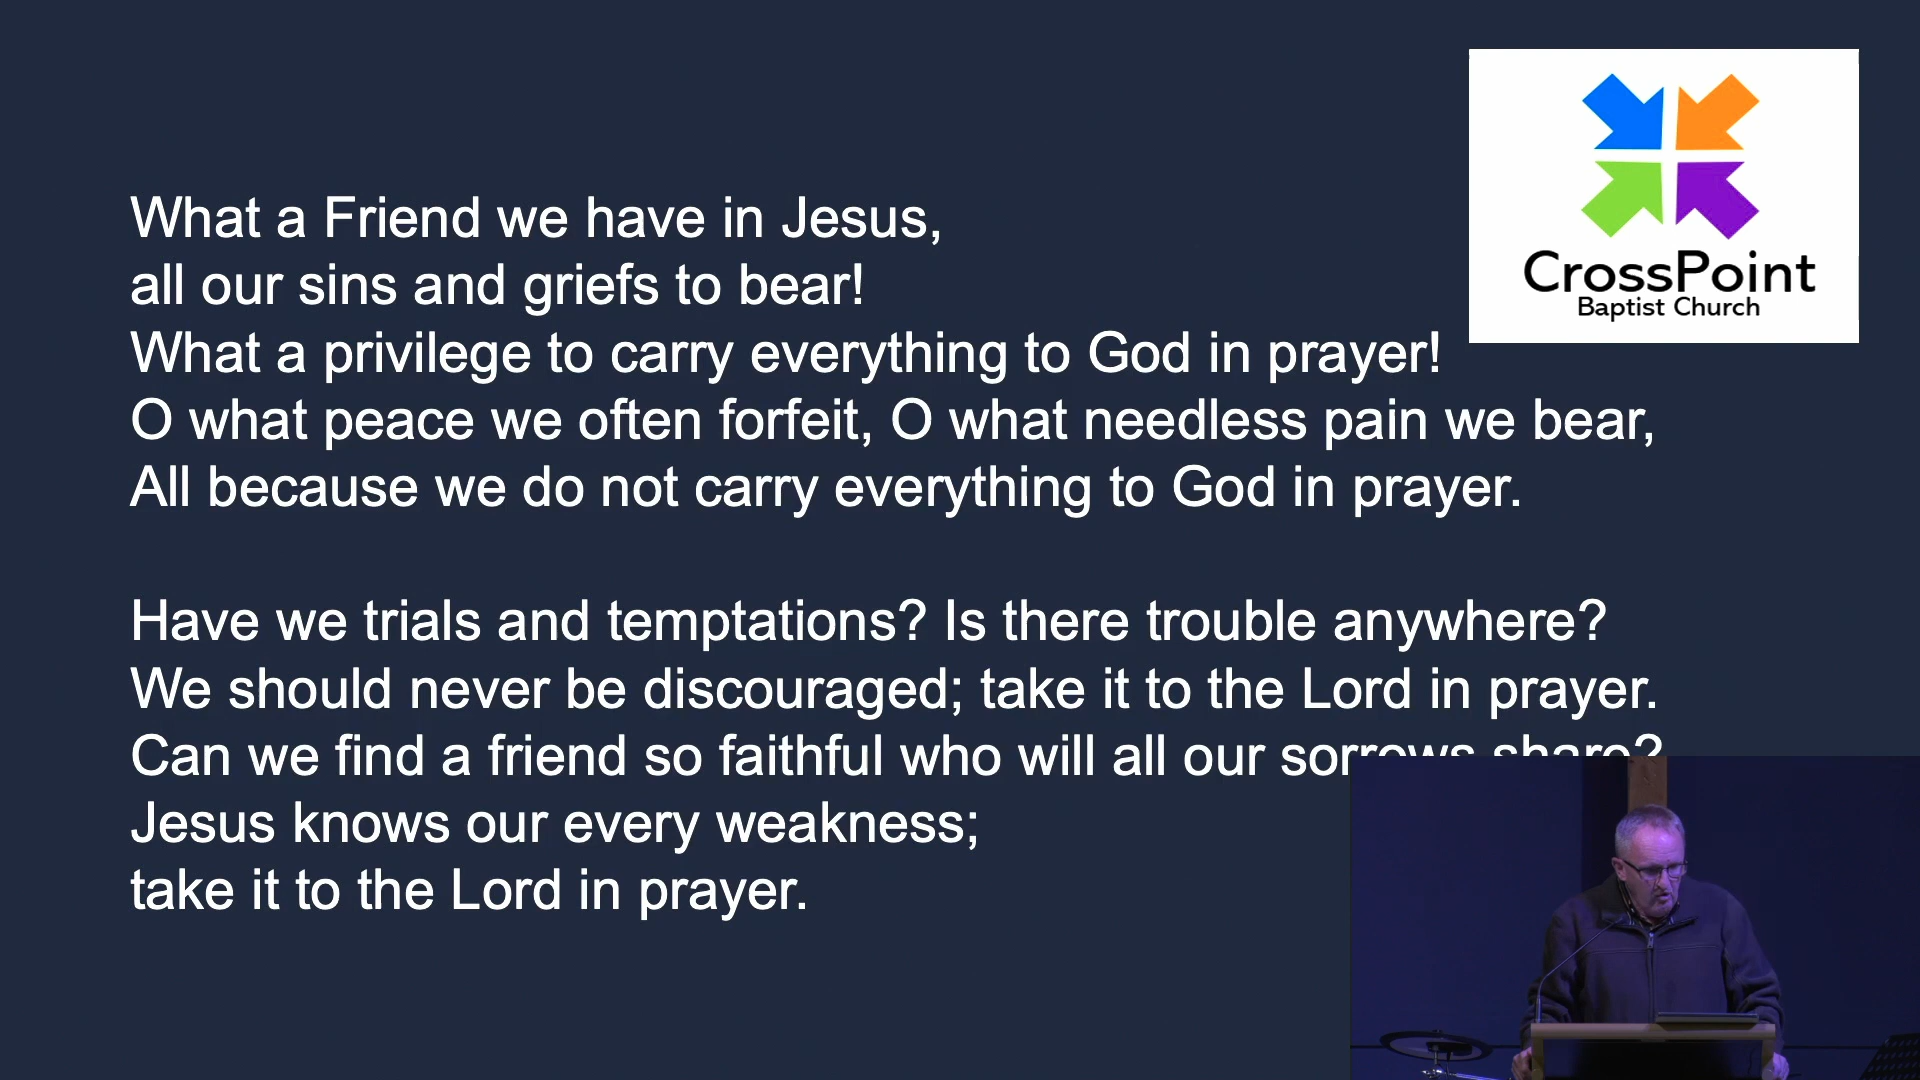 What a Friend we have in Jesus,
all our sins and griefs to bear!
What a privilege to carry everything to God in prayer!
O what peace we often forfeit, O what needless pain we bear,
All because we do not carry everything to God in prayer.
Have we trials and temptations? Is there trouble anywhere?
We should never be discouraged; take it to the Lord in prayer.
Can we find a friend so faithful who will all our sorrows share?
Jesus knows our every weakness;
take it to the Lord in prayer.
CrossPoint
Baptist Church